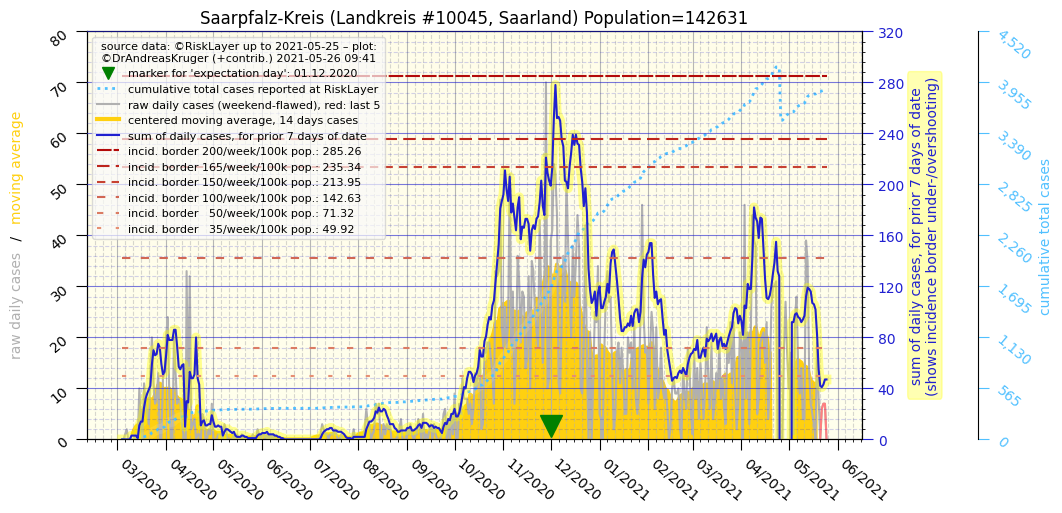 Saarpfalz-Kreis (Landkreis #10045, Saarland) Population=142631
source data: ©RiskLayer up to 2021-05-25 – plot:
©DrAndreasKruger (+contrib.) 2021-05-26 09:41
marker for 'expectation day': 01.12.2020
cumulative total cases reported at RiskLayer
raw daily cases (weekend-flawed), red: last 5
centered moving average, 14 days cases
sum of daily cases, for prior 7 days of date
incid. border 200/week/100k pop.: 285.26
incid. border 165/week/100k pop.: 235.34
incid. border 150/week/100k pop.: 213.95
incid. border 100/week/100k pop.: 142.63
incid. border 50/week/100k pop.: 71.32
incid. border 35/week/100k pop.: 49.92
raw daily cases / moving average
80
70
60
50
40
30
20
10
0
03/2020
04/2020
05/2020
06/2020
07/2020
08/2020
09/2020
10/2020
11/2020
12/2020
01/2021
02/2021
03/2021
04/2021
05/2021
06/2021
320
280
240
200
160
120
80
40
0
sum of daily cases, for prior 7 days of date
(shows incidence border under-/overshooting)
4,520
3,955
3,390
2,825
2,260
1,695
1,130
565
0
cumulative total cases